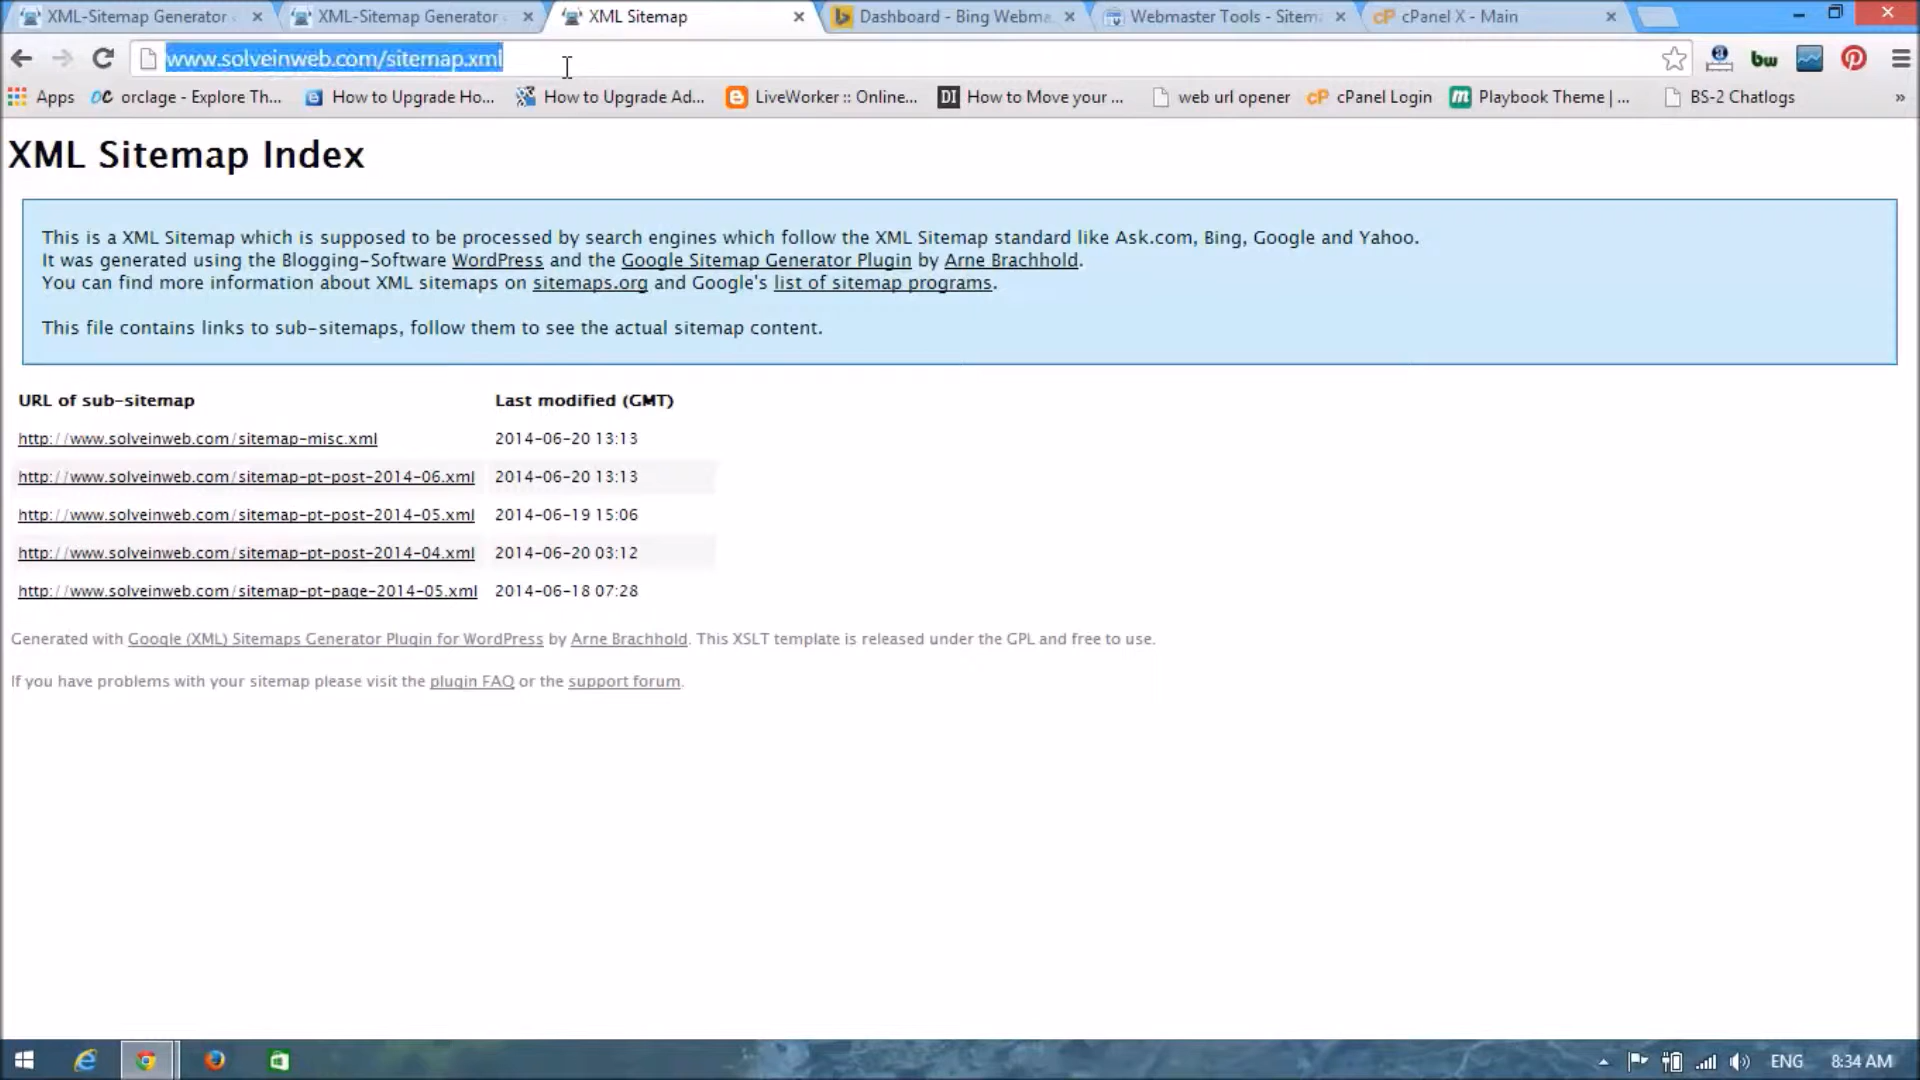 XML-Sitemap Generator
XML-Sitemap Generator
XML Sitemap
Dashboard - Bing Webma
Webmaster Tools - Sitem
cPanel X - Main
www.solveinweb.com/sitemap.xml
Apps
orclage - Explore Th...
How to Upgrade Ho...
How to Upgrade Ad...
LiveWorker :: Online...
How to Move your ...
web url opener
cPanel Login
Playbook Theme | ...
BS-2 Chatlogs
XML Sitemap Index
This is a XML Sitemap which is supposed to be processed by search engines which follow the XML Sitemap standard like Ask.com, Bing, Google and Yahoo.
It was generated using the Blogging-Software WordPress and the Google Sitemap Generator Plugin by Arne Brachhold.
You can find more information about XML sitemaps on sitemaps.org and Google's list of sitemap programs.
This file contains links to sub-sitemaps, follow them to see the actual sitemap content.
URL of sub-sitemap Last modified (GMT)
http://www.solveinweb.com/sitemap-misc.xml 2014-06-20 13:13
http://www.solveinweb.com/sitemap-pt-post-2014-06.xml 2014-06-20 13:13
http://www.solveinweb.com/sitemap-pt-post-2014-05.xml 2014-06-19 15:06
http://www.solveinweb.com/sitemap-pt-post-2014-04.xml 2014-06-20 03:12
http://www.solveinweb.com/sitemap-pt-page-2014-05.xml 2014-06-18 07:28
Generated with Google (XML) Sitemaps Generator Plugin for WordPress by Arne Brachhold. This XSLT template is released under the GPL and free to use.
If you have problems with your sitemap please visit the plugin FAQ or the support forum.
ENG 8:34 AM